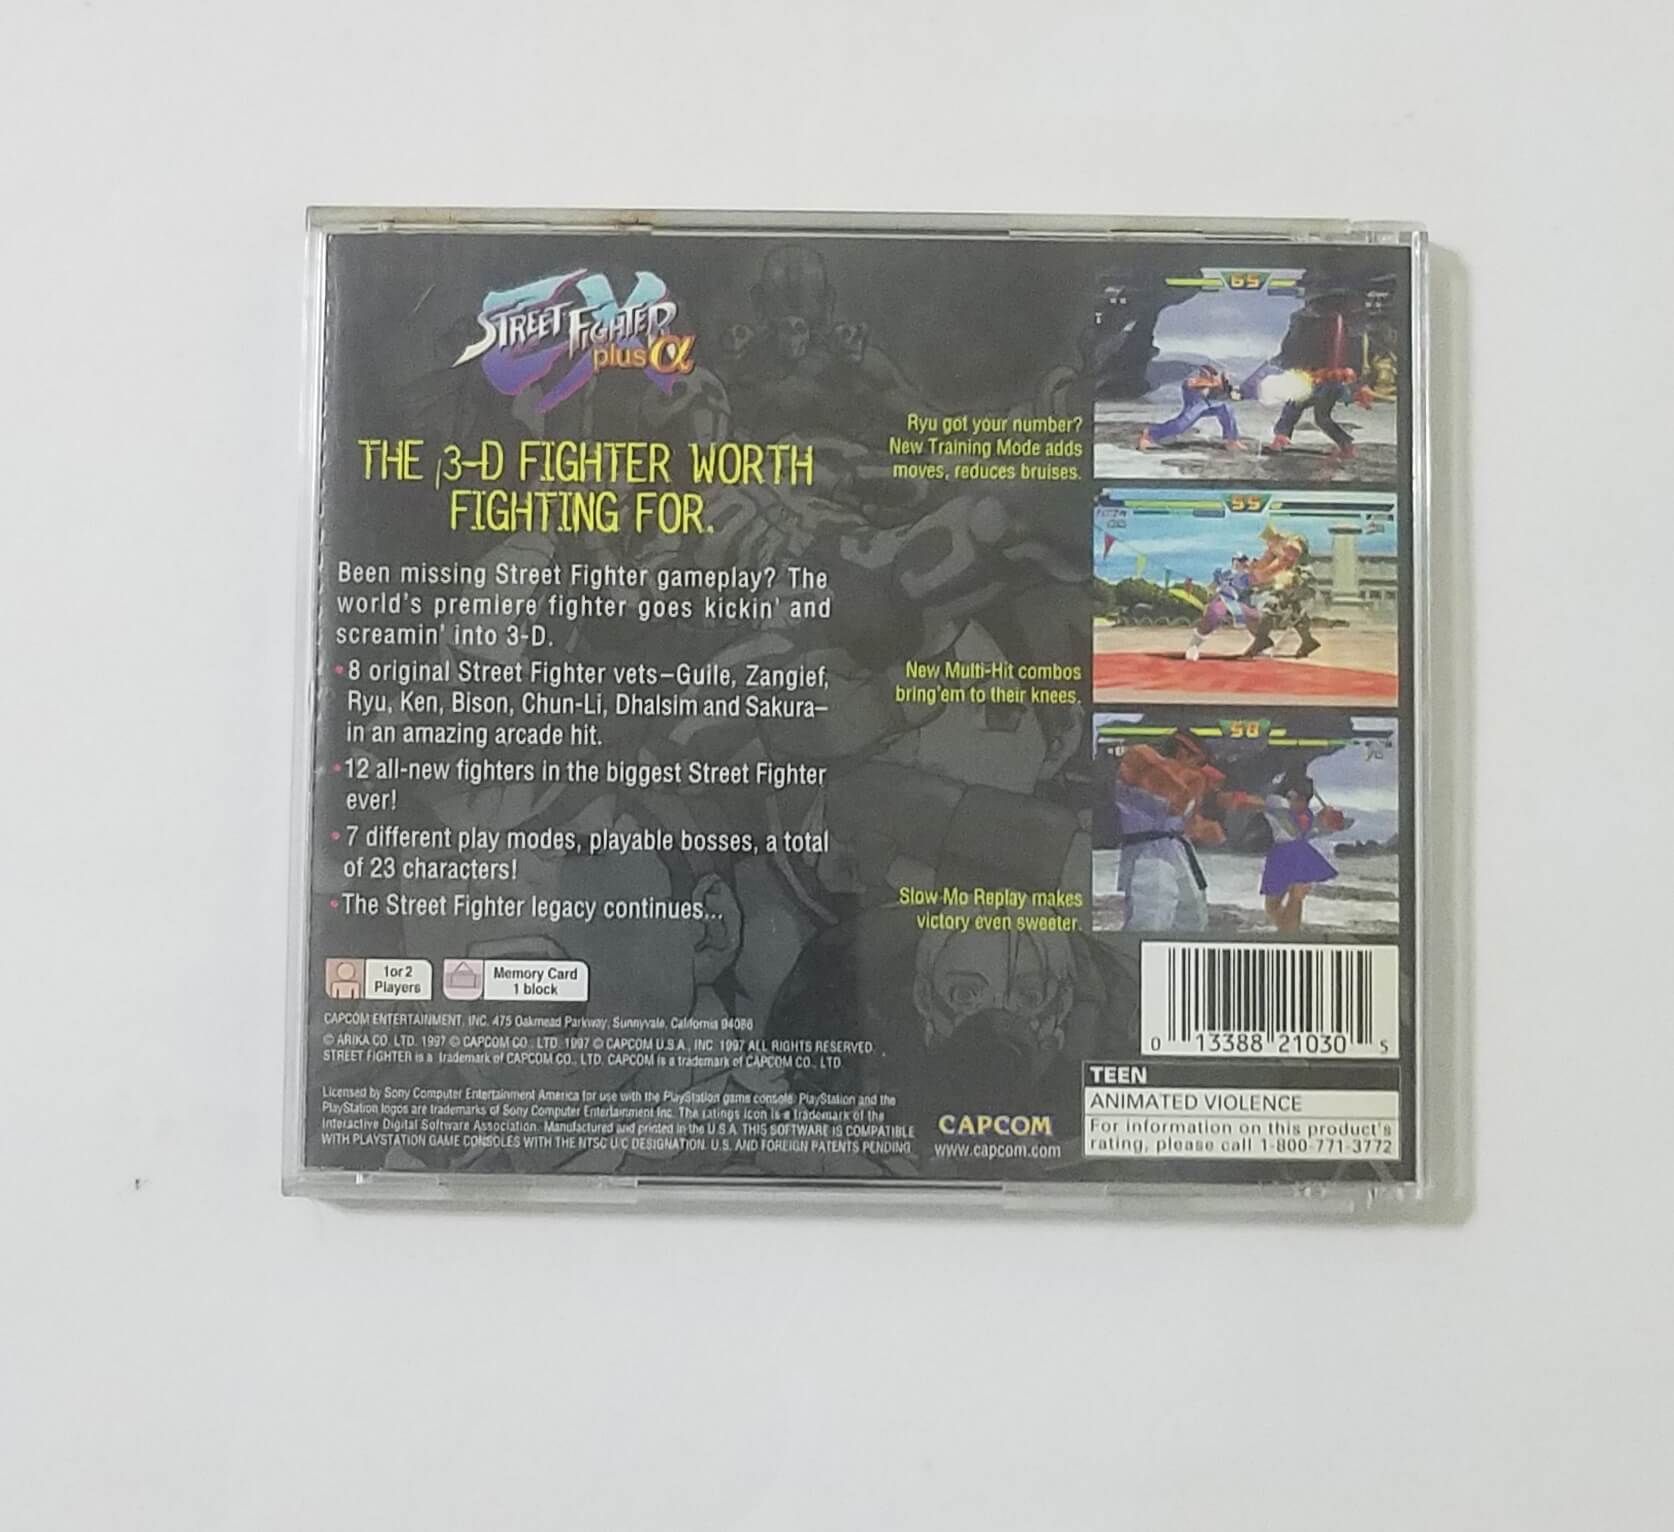 STREET FIGHTER
EX
plus α
THE 3-D FIGHTER WORTH
FIGHTING FOR.
Been missing Street Fighter gameplay? The
world's premiere fighter goes kickin' and
screamin' into 3-D.
•8 original Street Fighter vets–Guile, Zangief,
Ryu, Ken, Bison, Chun-Li, Dhalsim and Sakura–
in an amazing arcade hit.
•12 all-new fighters in the biggest Street Fighter
ever!
•7 different play modes, playable bosses, a total
of 23 characters!
•The Street Fighter legacy continues...
1 or 2
Players
Memory Card
1 block
CAPCOM ENTERTAINMENT, INC. 475 Oakmead Parkway, Sunnyvale, California 94086
© ARIKA CO. LTD. 1997 © CAPCOM CO., LTD. 1997 © CAPCOM U.S.A., INC. 1997 ALL RIGHTS RESERVED.
STREET FIGHTER is a trademark of CAPCOM CO., LTD. CAPCOM is a trademark of CAPCOM CO., LTD.
Licensed by Sony Computer Entertainment America for use with the PlayStation game console. PlayStation and the
PlayStation logos are trademarks of Sony Computer Entertainment Inc. The ratings icon is a trademark of the
Interactive Digital Software Association. Manufactured and printed in the U.S.A. THIS SOFTWARE IS COMPATIBLE
WITH PLAYSTATION GAME CONSOLES WITH THE NTSC U/C DESIGNATION. U.S. AND FOREIGN PATENTS PENDING.
65
Ryu got your number?
New Training Mode adds
moves, reduces bruises.
55
New Multi-Hit combos
bring'em to their knees.
58
Slow Mo Replay makes
victory even sweeter.
0 13388 21030 5
TEEN
ANIMATED VIOLENCE
For information on this product's
rating, please call 1-800-771-3772
CAPCOM
www.capcom.com